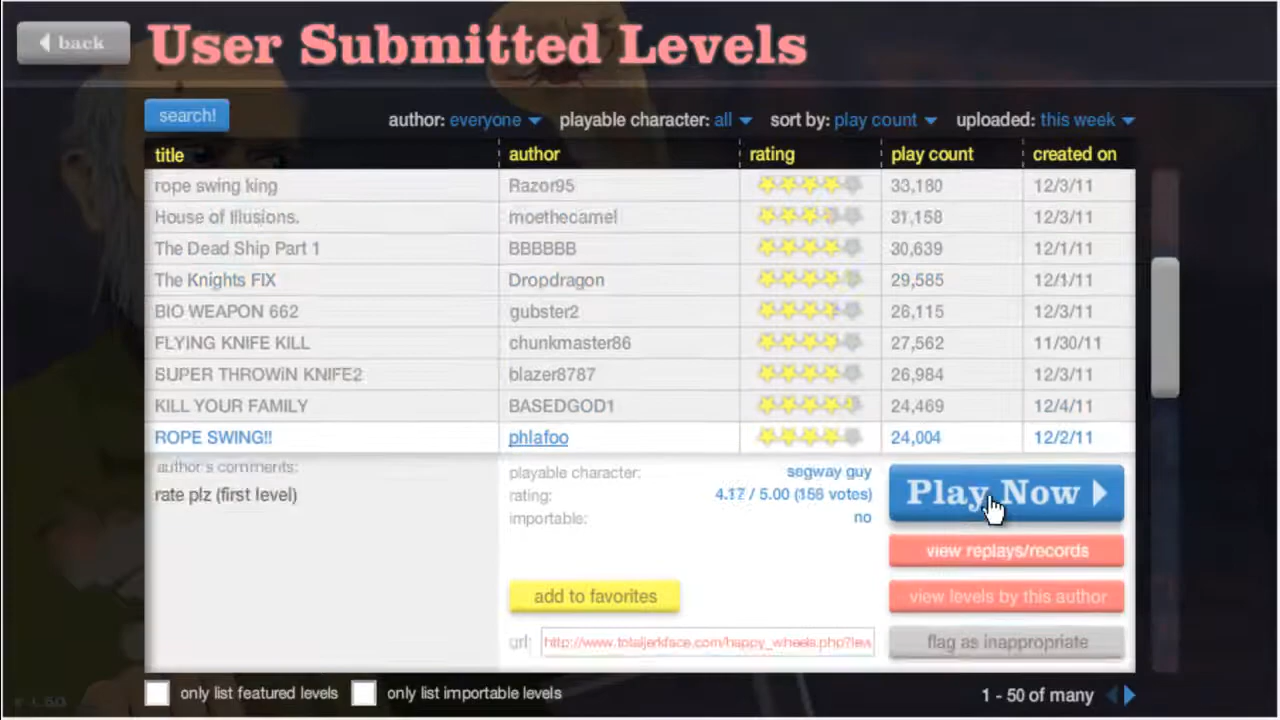 back
User Submitted Levels
search!
author: everyone playable character: all sort by: play count uploaded: this week
title author rating play count created on
rope swing king Razor95 33,180 12/3/11
House of Illusions. moethecamel 31,158 12/3/11
The Dead Ship Part 1 BBBBBB 30,639 12/1/11
The Knights FIX Dropdragon 29,585 12/1/11
BIO WEAPON 662 gubster2 26,115 12/3/11
FLYING KNIFE KILL chunkmaster86 27,562 11/30/11
SUPER THROWiN KNIFE2 blazer8787 26,984 12/3/11
KILL YOUR FAMILY BASEDGOD1 24,469 12/4/11
ROPE SWING!! phlafoo 24,004 12/2/11
author's comments: playable character: segway guy
rate plz (first level) rating: 4.17 / 5.00 (156 votes) Play Now
importable: no
view replays/records
add to favorites view levels by this author
url: http://www.totaljerkface.com/happy_wheels.php?lev flag as inappropriate
only list featured levels only list importable levels 1 - 50 of many